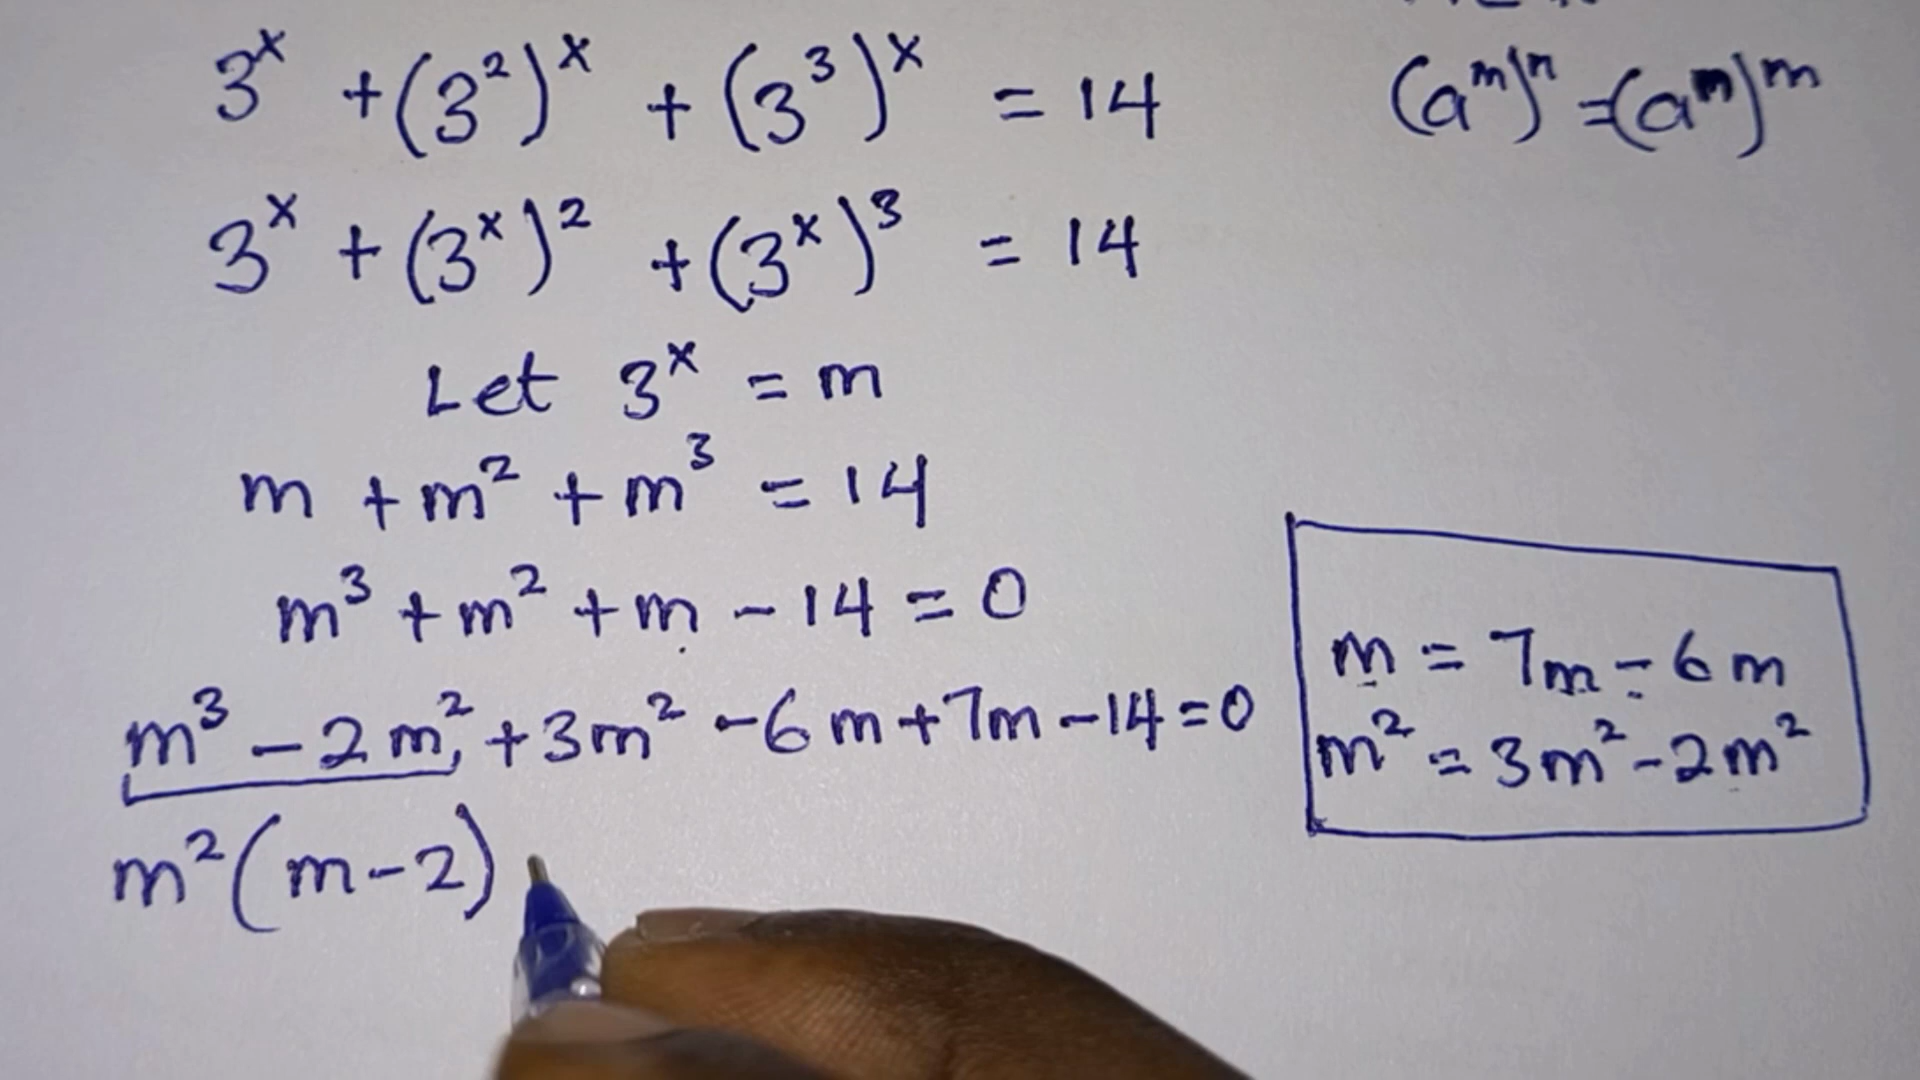 3^x + (3^2)^x + (3^3)^x = 14
(a^m)^n = (a^n)^m
3^x + (3^x)^2 + (3^x)^3 = 14
Let 3^x = m
m + m^2 + m^3 = 14
m^3 + m^2 + m - 14 = 0
m^3 - 2m^2 + 3m^2 - 6m + 7m - 14 = 0
m = 7m - 6m
m^2 = 3m^2 - 2m^2
m^2(m - 2)